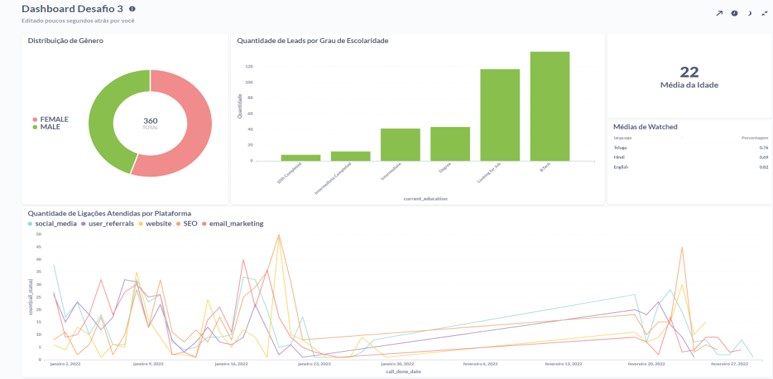 Dashboard Desafio 3
Editado poucos segundos atrás por você
Distribuição de Gênero
FEMALE
MALE
360
TOTAL
Quantidade de Leads por Grau de Escolaridade
Quantidade
120
100
80
60
40
20
0
10th Completed
Intermediate Completed
Intermediate
Degree
Looking for Job
B.Tech
current_education
22
Média da Idade
Médias de Watched
language Porcentagem
Telugu 0.74
Hindi 0.69
English 0.62
Quantidade de Ligações Atendidas por Plataforma
social_media user_referrals website SEO email_marketing
count(call_status)
50
45
40
35
30
25
20
15
10
5
0
janeiro 2, 2022 janeiro 9, 2022 janeiro 16, 2022 janeiro 23, 2022 janeiro 30, 2022 fevereiro 6, 2022 fevereiro 13, 2022 fevereiro 20, 2022 fevereiro 27, 2022
call_done_date